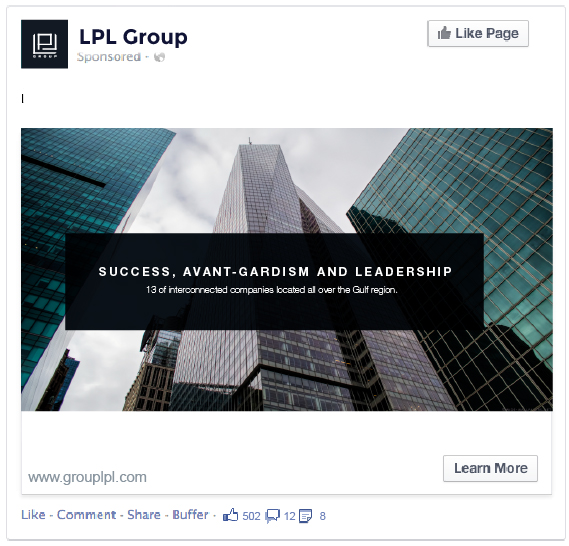 LPL Group
Like Page
GROUP
Sponsored -
I
SUCCESS, AVANT-GARDISM AND LEADERSHIP
13 of interconnected companies located all over the Gulf region.
www.grouplpl.com
Learn More
Like - Comment - Share - Buffer - 502 12 8